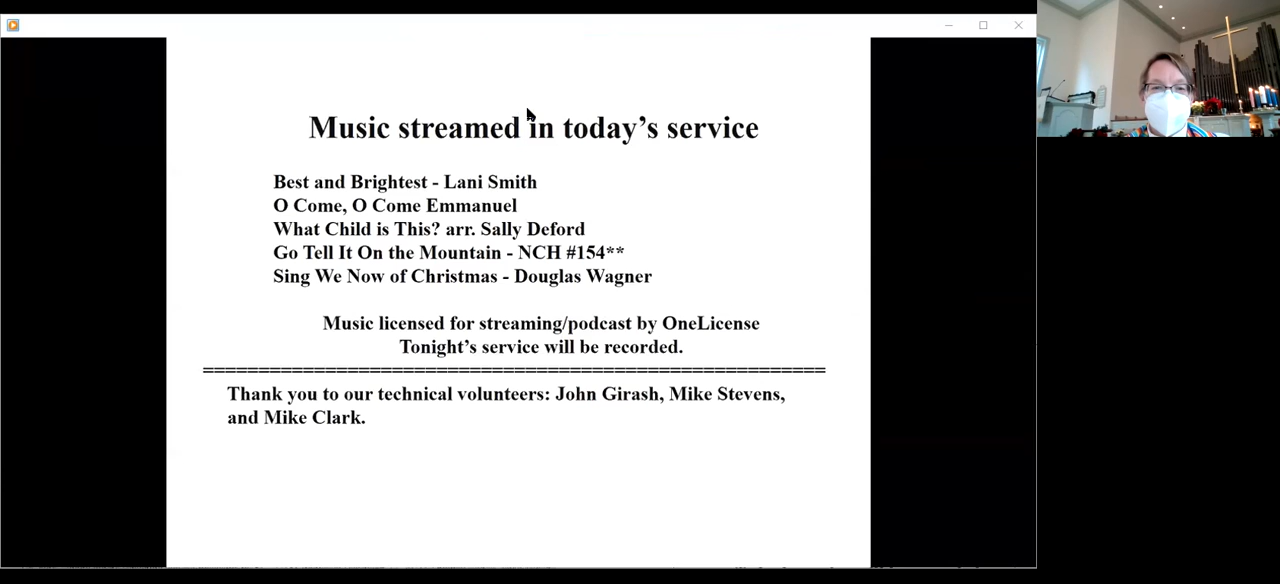 Music streamed in today's service
Best and Brightest - Lani Smith
O Come, O Come Emmanuel
What Child is This? arr. Sally Deford
Go Tell It On the Mountain - NCH #154**
Sing We Now of Christmas - Douglas Wagner
Music licensed for streaming/podcast by OneLicense
Tonight's service will be recorded.
==========================================================
Thank you to our technical volunteers: John Girash, Mike Stevens,
and Mike Clark.